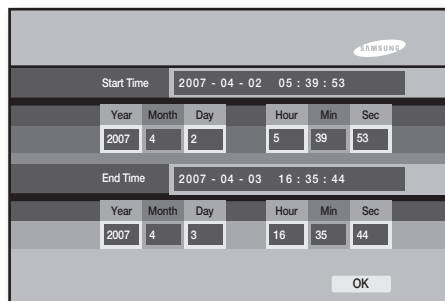 SAMSUNG
Start Time 2007 - 04 - 02 05 : 39 : 53
Year Month Day Hour Min Sec
2007 4 2 5 39 53
End Time 2007 - 04 - 03 16 : 35 : 44
Year Month Day Hour Min Sec
2007 4 3 16 35 44
OK